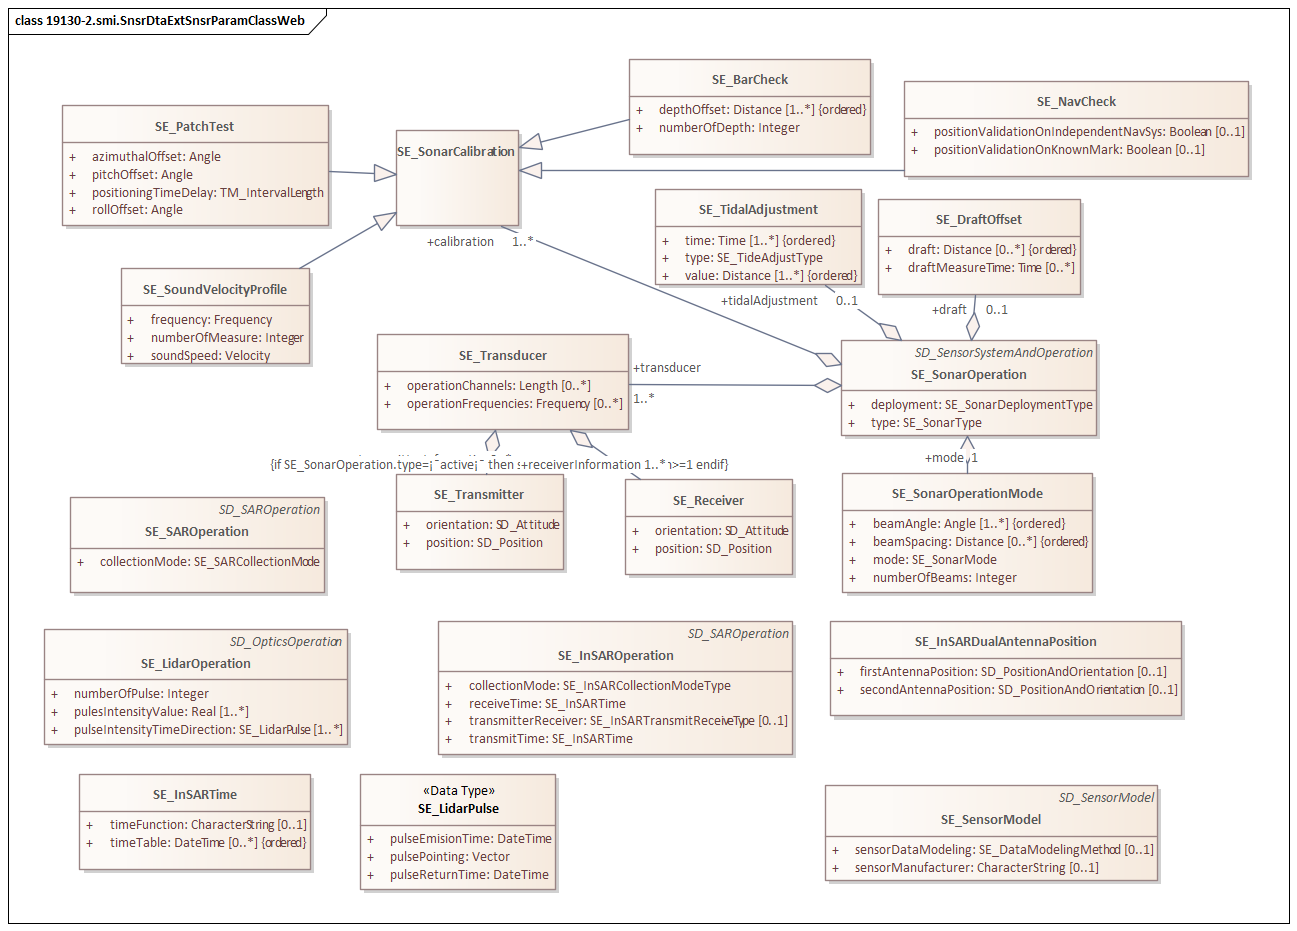 class 19130-2.smi.SnsrDtaExtSnsrParamClassWeb
SE_BarCheck
+ depthOffset: Distance [1..*] {ordered}
+ numberOfDepth: Integer
SE_NavCheck
+ positionValidationOnIndependentNavSys: Boolean [0..1]
+ positionValidationOnKnownMark: Boolean [0..1]
SE_PatchTest
+ azimuthalOffset: Angle
+ pitchOffset: Angle
+ positioningTimeDelay: TM_IntervalLength
+ rollOffset: Angle
SE_SonarCalibration
+calibration 1..*
SE_TidalAdjustment
+ time: Time [1..*] {ordered}
+ type: SE_TideAdjustType
+ value: Distance [1..*] {ordered}
+tidalAdjustment 0..1
SE_DraftOffset
+ draft: Distance [0..*] {ordered}
+ draftMeasureTime: Time [0..*]
+draft 0..1
SE_SoundVelocityProfile
+ frequency: Frequency
+ numberOfMeasure: Integer
+ soundSpeed: Velocity
SE_Transducer
+ operationChannels: Length [0..*]
+ operationFrequencies: Frequency [0..*]
+transducer
1..*
SD_SensorSystemAndOperation
SE_SonarOperation
+ deployment: SE_SonarDeploymentType
+ type: SE_SonarType
+mode 1
{if SE_SonarOperation.type=¡¯active¡¯ then +receiverInformation 1..* >=1 endif}
SE_Transmitter
+ orientation: SD_Attitude
+ position: SD_Position
SE_Receiver
+ orientation: SD_Attitude
+ position: SD_Position
SE_SonarOperationMode
+ beamAngle: Angle [1..*] {ordered}
+ beamSpacing: Distance [0..*] {ordered}
+ mode: SE_SonarMode
+ numberOfBeams: Integer
SD_SAROperation
SE_SAROperation
+ collectionMode: SE_SARCollectionMode
SD_OpticsOperation
SE_LidarOperation
+ numberOfPulse: Integer
+ pulesIntensityValue: Real [1..*]
+ pulseIntensityTimeDirection: SE_LidarPulse [1..*]
SD_SAROperation
SE_InSAROperation
+ collectionMode: SE_InSARCollectionModeType
+ receiveTime: SE_InSARTime
+ transmitterReceiver: SE_InSARTransmitReceiveType [0..1]
+ transmitTime: SE_InSARTime
SE_InSARDualAntennaPosition
+ firstAntennaPosition: SD_PositionAndOrientation [0..1]
+ secondAntennaPosition: SD_PositionAndOrientation [0..1]
SE_InSARTime
+ timeFunction: CharacterString [0..1]
+ timeTable: DateTime [0..*] {ordered}
«Data Type»
SE_LidarPulse
+ pulseEmisionTime: DateTime
+ pulsePointing: Vector
+ pulseReturnTime: DateTime
SD_SensorModel
SE_SensorModel
+ sensorDataModeling: SE_DataModelingMethod [0..1]
+ sensorManufacturer: CharacterString [0..1]